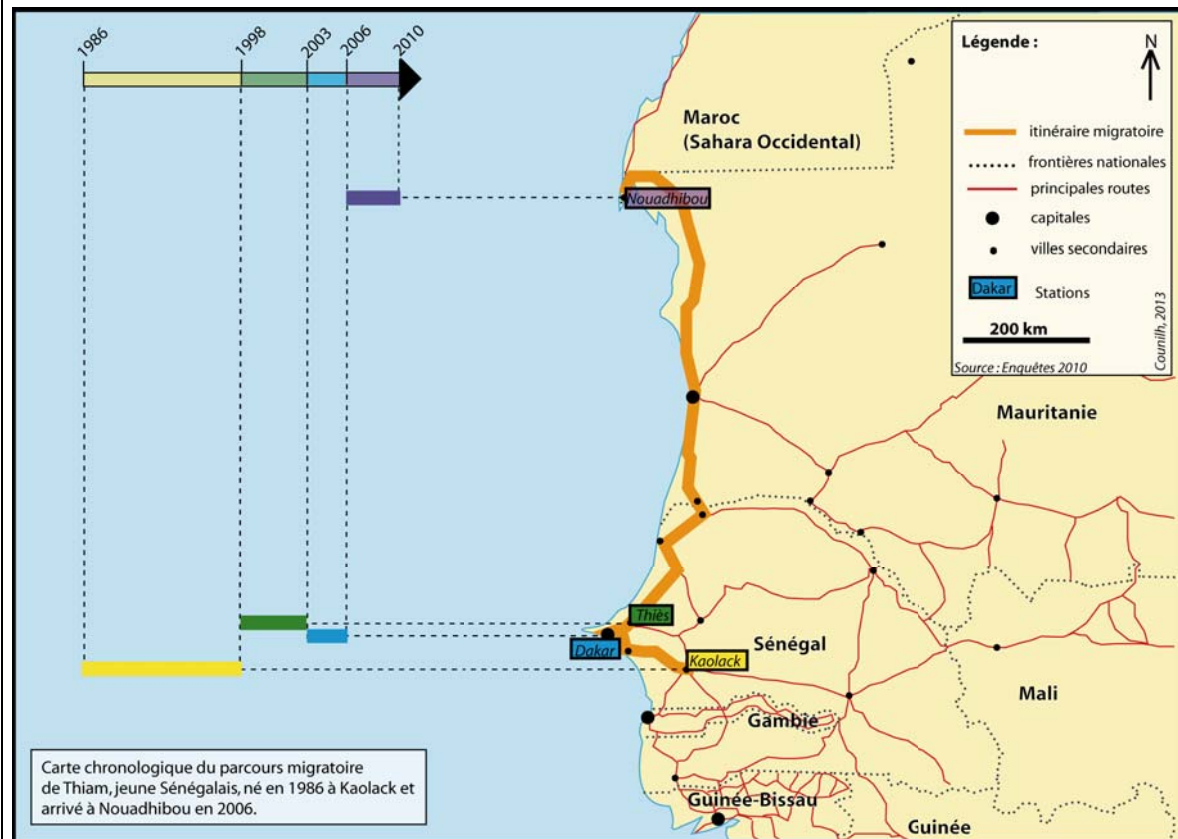 1986
1998
2003
2006
2010
Maroc
(Sahara Occidental)
Nouadhibou
Mauritanie
Thiès
Dakar
Kaolack
Sénégal
Mali
Gambie
Guinée-Bissau
Guinée
Légende :
N
itinéraire migratoire
frontières nationales
principales routes
capitales
villes secondaires
Dakar
Stations
200 km
Source : Enquêtes 2010
Counilh, 2013
Carte chronologique du parcours migratoire
de Thiam, jeune Sénégalais, né en 1986 à Kaolack et
arrivé à Nouadhibou en 2006.